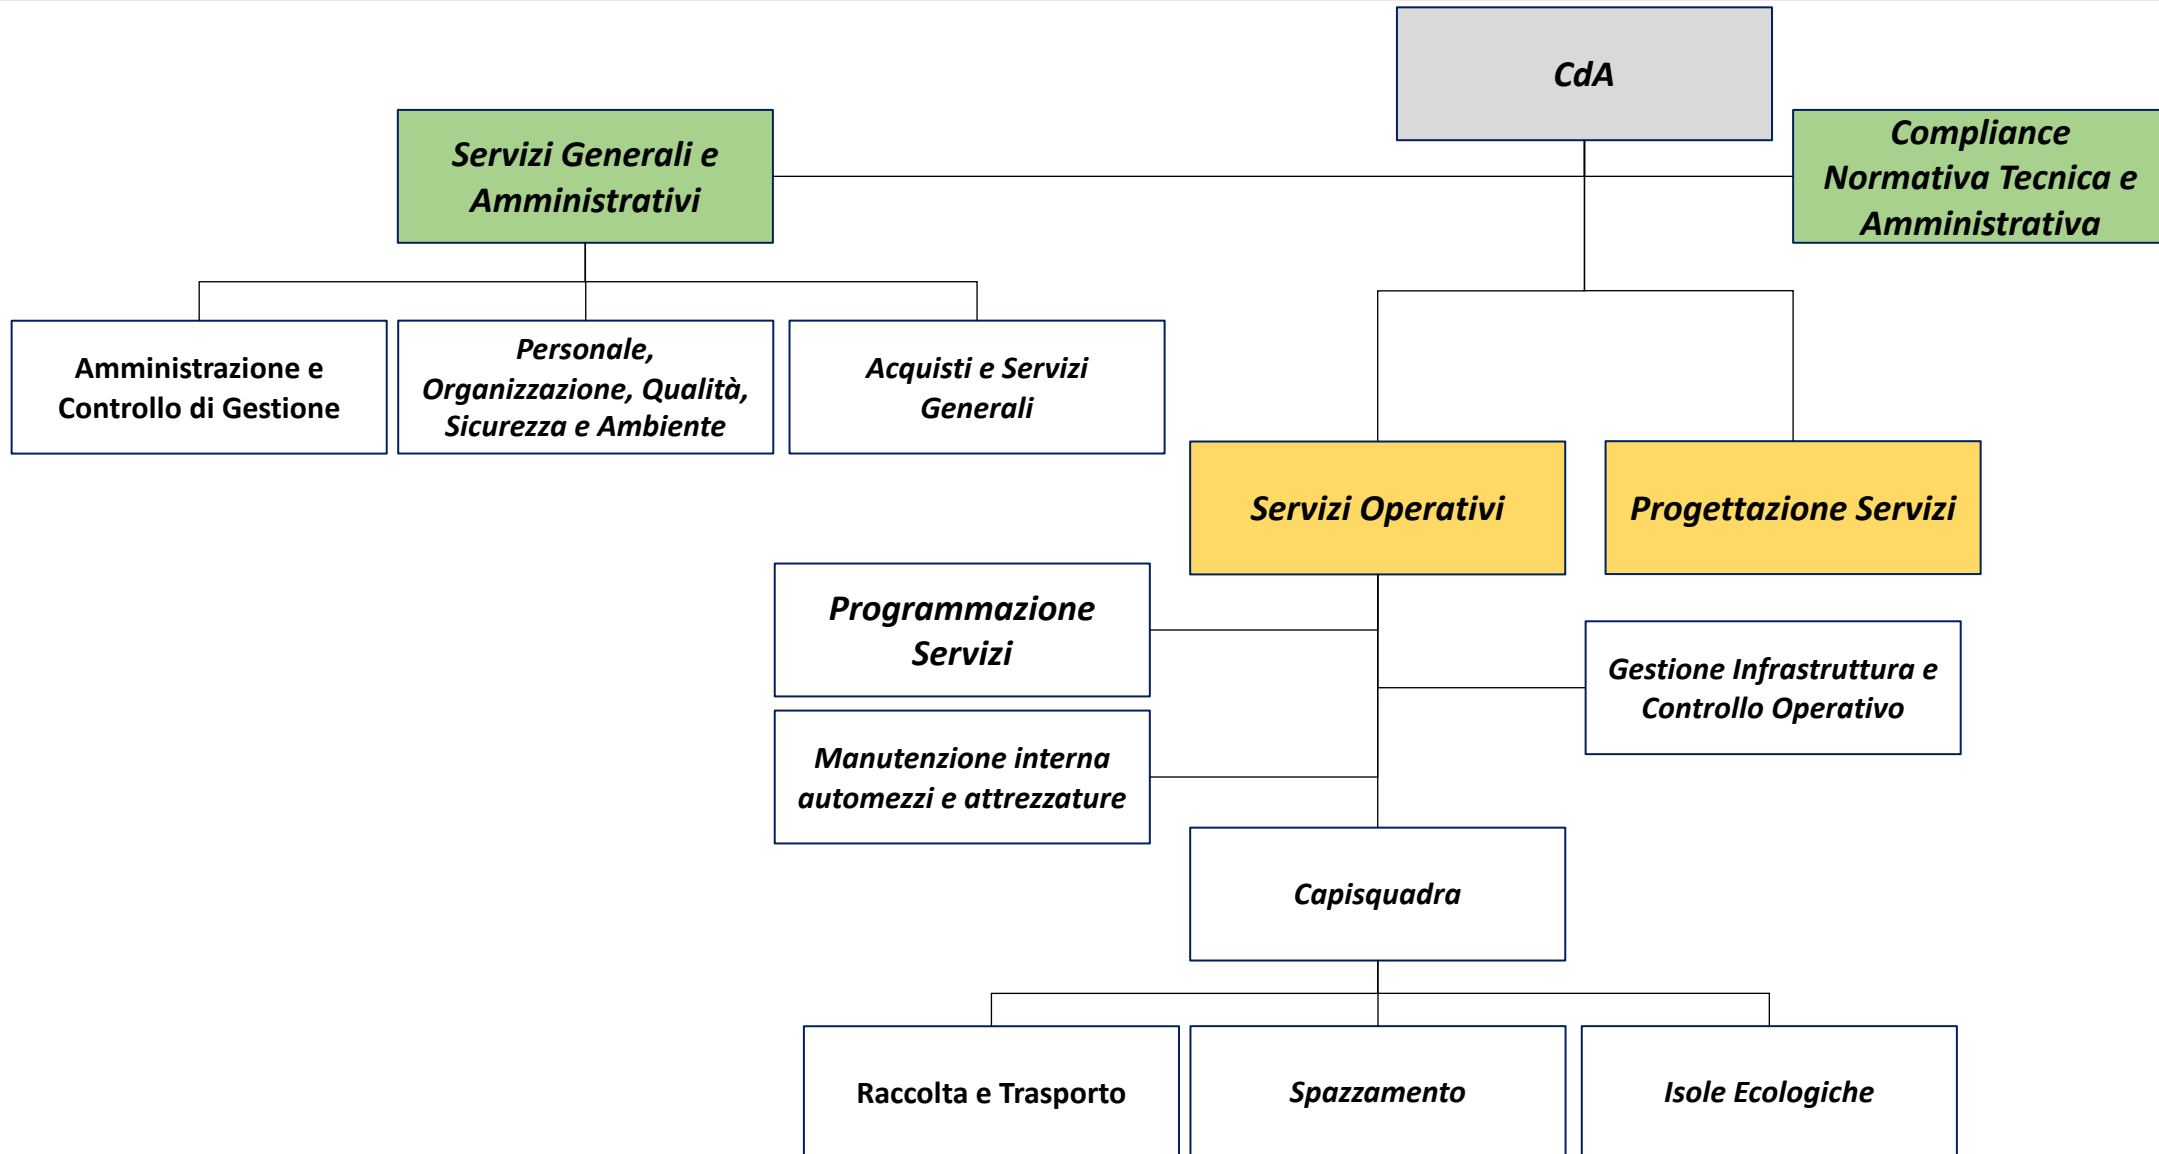 CdA
Servizi Generali e
Amministrativi
Compliance
Normativa Tecnica e
Amministrativa
Amministrazione e
Controllo di Gestione
Personale,
Organizzazione, Qualità,
Sicurezza e Ambiente
Acquisti e Servizi
Generali
Servizi Operativi
Progettazione Servizi
Programmazione
Servizi
Gestione Infrastruttura e
Controllo Operativo
Manutenzione interna
automezzi e attrezzature
Capisquadra
Raccolta e Trasporto
Spazzamento
Isole Ecologiche